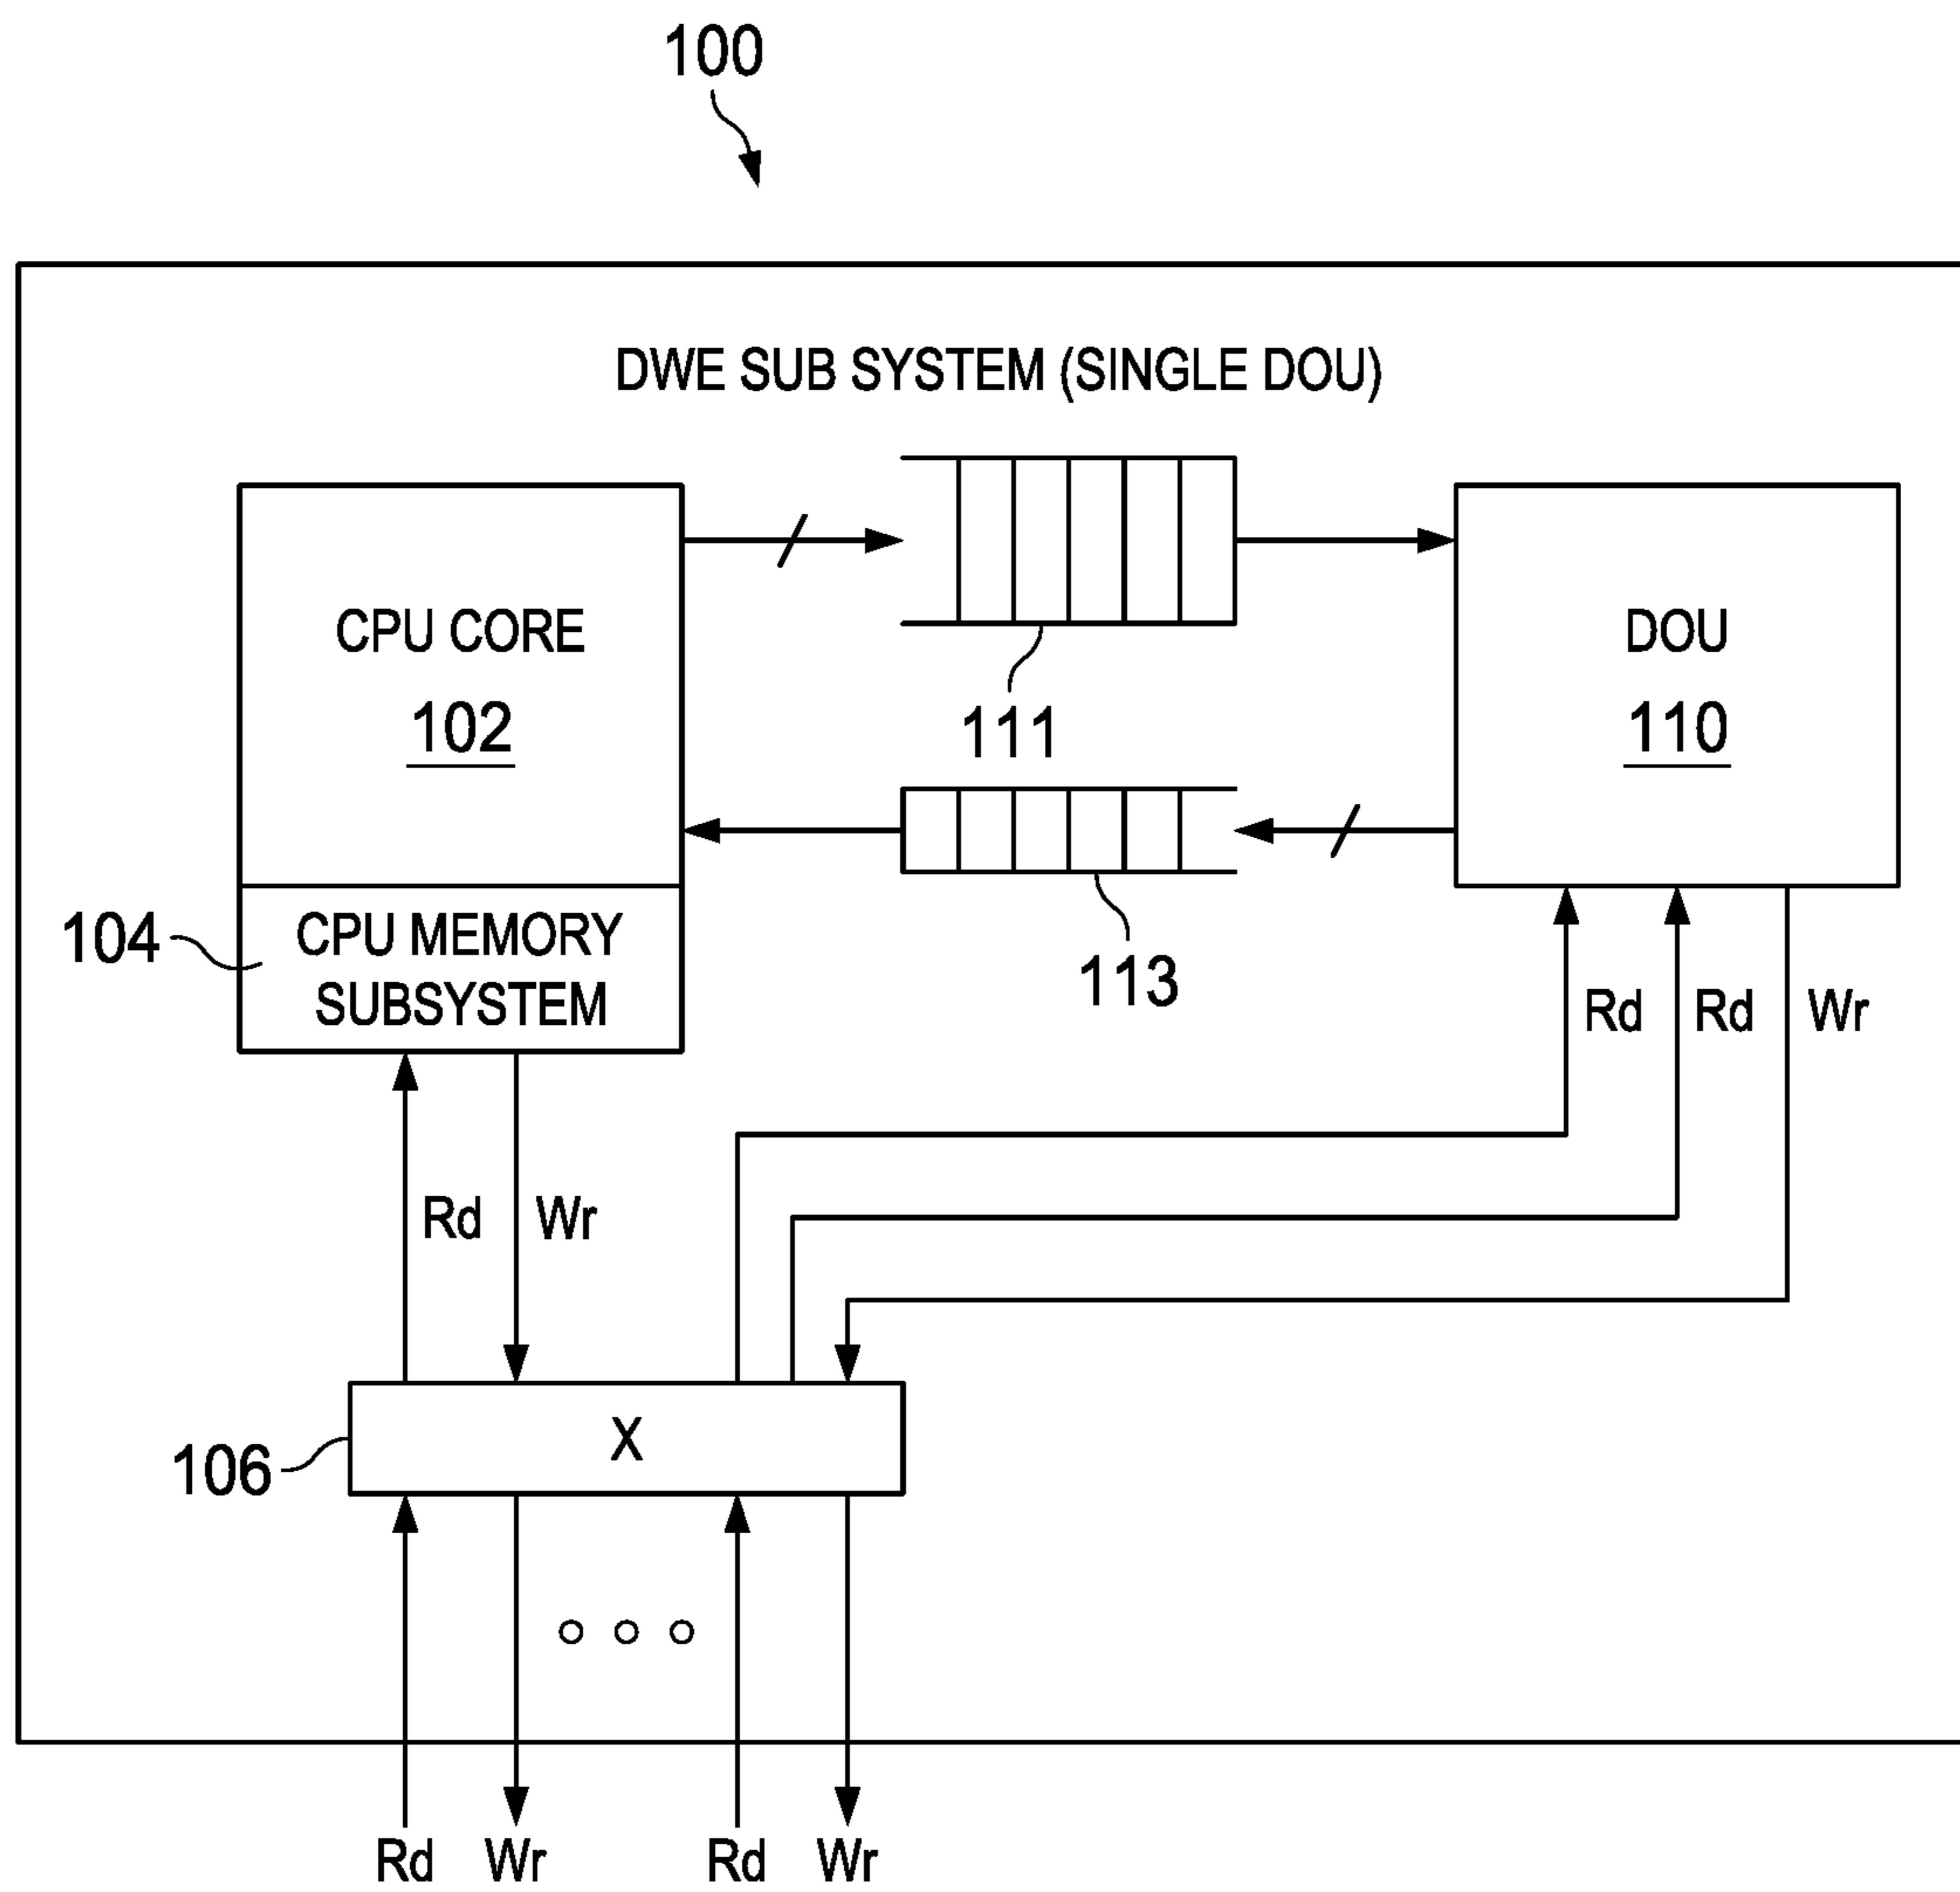 100
DWE SUB SYSTEM (SINGLE DOU)
CPU CORE
102
111
DOU
110
104
CPU MEMORY
SUBSYSTEM
113
Rd
Rd
Wr
Rd
Wr
106
X
Rd
Wr
Rd
Wr